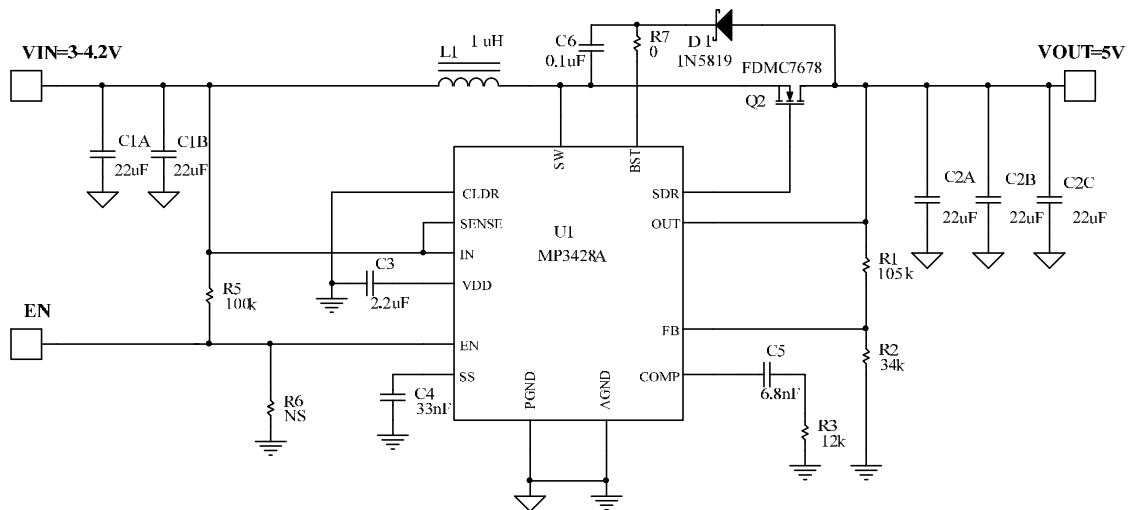 VIN=3-4.2V
L1
1 uH
C6
0.1uF
R7
0
D1
1N5819
FDMC7678
Q2
VOUT=5V
C1A
22uF
C1B
22uF
SW
BST
CLDR
SENSE
IN
VDD
EN
SS
SDR
OUT
FB
COMP
PGND
AGND
U1
MP3428A
C3
2.2uF
R5
100k
EN
R6
NS
C4
33nF
C5
6.8nF
R3
12k
R1
105k
R2
34k
C2A
22uF
C2B
22uF
C2C
22uF